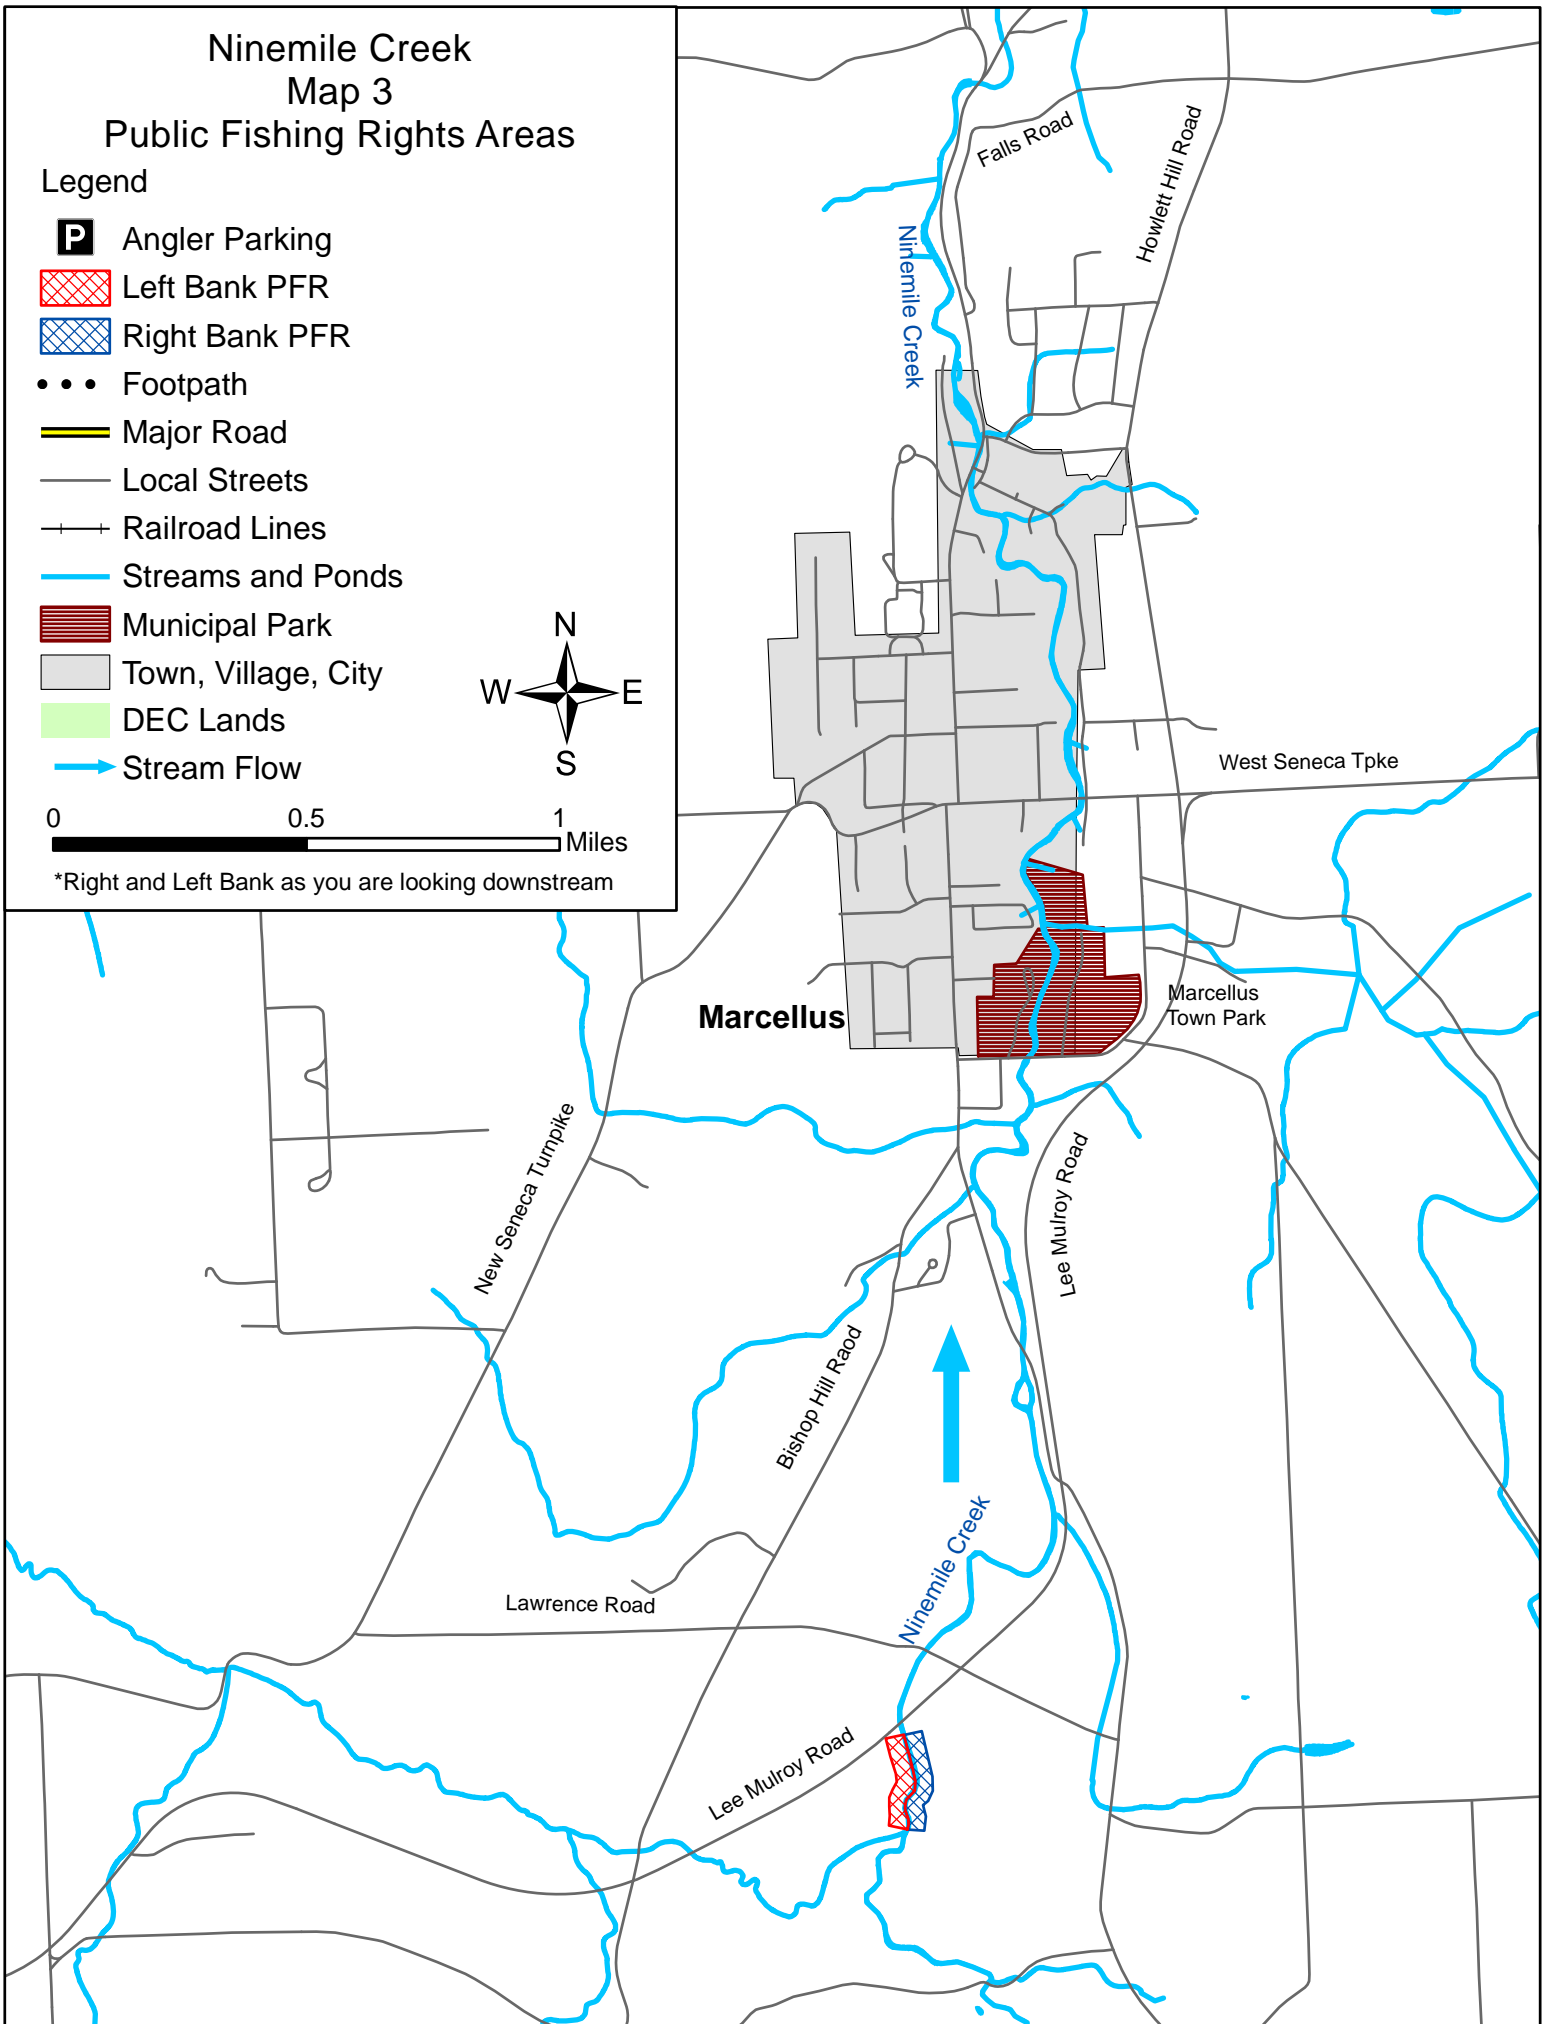 Ninemile Creek
Map 3
Public Fishing Rights Areas
Legend
P Angler Parking
Left Bank PFR
Right Bank PFR
Footpath
Major Road
Local Streets
Railroad Lines
Streams and Ponds
Municipal Park
Town, Village, City
DEC Lands
Stream Flow
N
W E
S
0 0.5 1
Miles
*Right and Left Bank as you are looking downstream
Falls Road
Howlett Hill Road
Ninemile Creek
West Seneca Tpke
Marcellus
Marcellus
Town Park
New Seneca Turnpike
Lee Mulroy Road
Bishop Hill Raod
Ninemile Creek
Lawrence Road
Lee Mulroy Road